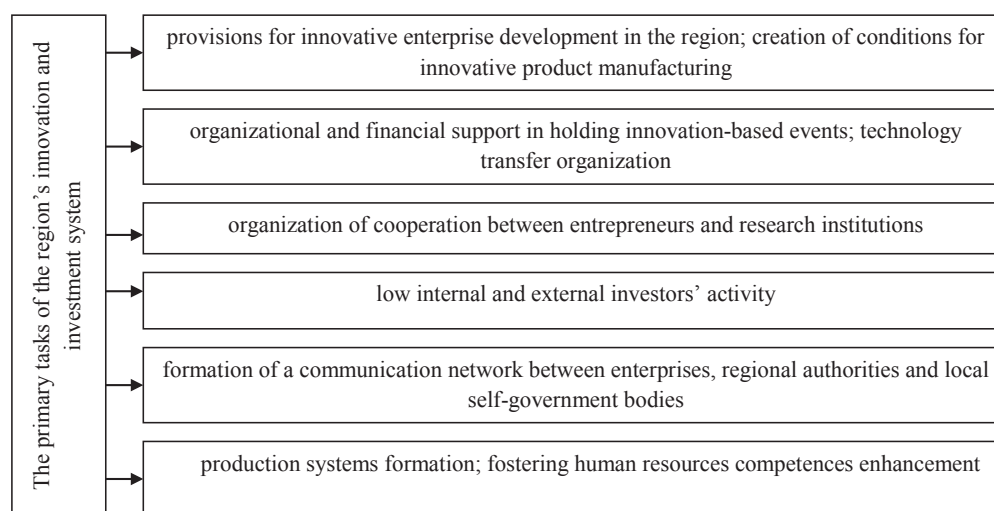 The primary tasks of the region’s innovation and
investment system
provisions for innovative enterprise development in the region; creation of conditions for
innovative product manufacturing
organizational and financial support in holding innovation-based events; technology
transfer organization
organization of cooperation between entrepreneurs and research institutions
low internal and external investors’ activity
formation of a communication network between enterprises, regional authorities and local
self-government bodies
production systems formation; fostering human resources competences enhancement